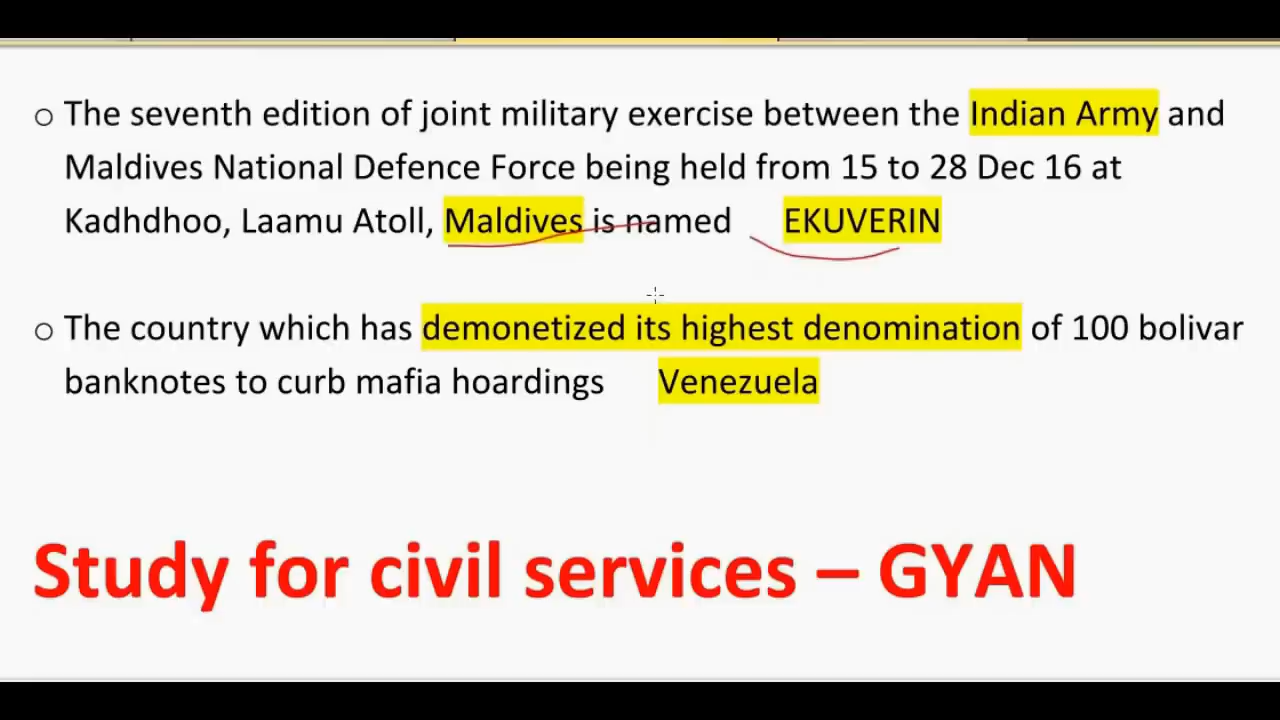 ○ The seventh edition of joint military exercise between the Indian Army and
Maldives National Defence Force being held from 15 to 28 Dec 16 at
Kadhdhoo, Laamu Atoll, Maldives is named EKUVERIN
○ The country which has demonetized its highest denomination of 100 bolivar
banknotes to curb mafia hoardings Venezuela
Study for civil services – GYAN